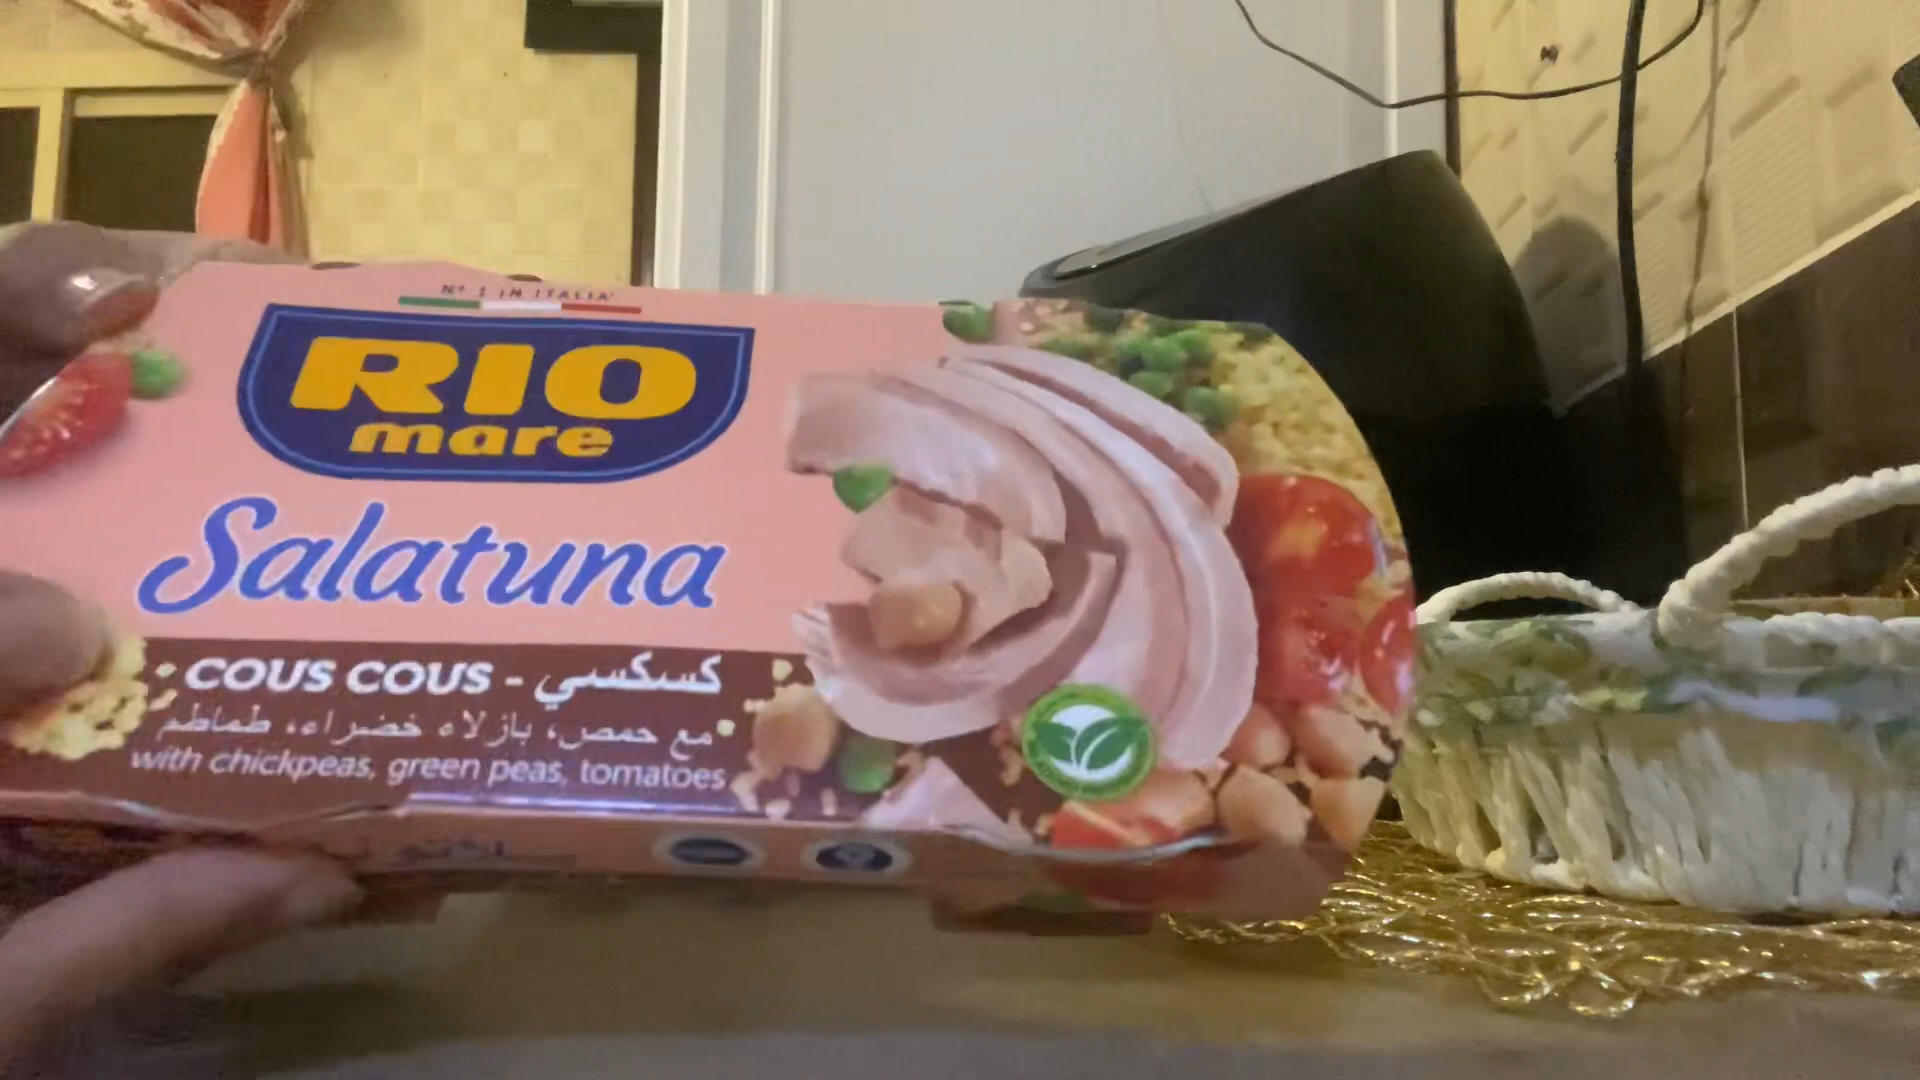 N° 1 IN ITALIA*
RIO
mare
Salatuna
COUS COUS - كسكسي
مع حمص، بازلاء خضراء، طماطم
with chickpeas, green peas, tomatoes